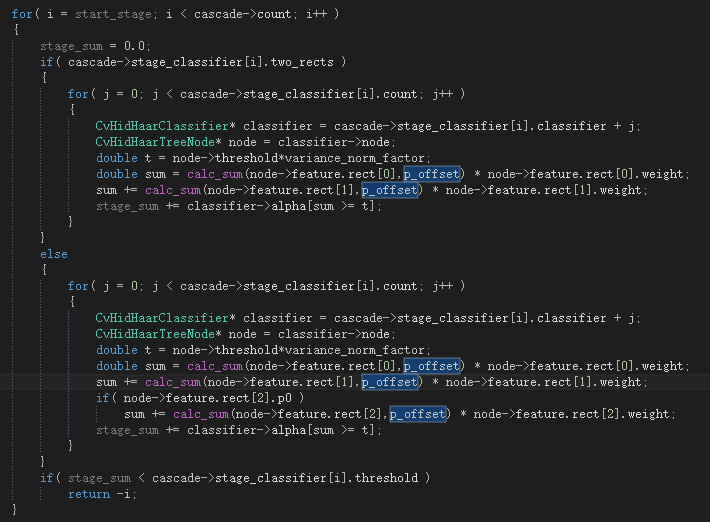 for( i = start_stage; i < cascade->count; i++ )
{
    stage_sum = 0.0;
    if( cascade->stage_classifier[i].two_rects )
    {
        for( j = 0; j < cascade->stage_classifier[i].count; j++ )
        {
            CvHidHaarClassifier* classifier = cascade->stage_classifier[i].classifier + j;
            CvHidHaarTreeNode* node = classifier->node;
            double t = node->threshold*variance_norm_factor;
            double sum = calc_sum(node->feature.rect[0],p_offset) * node->feature.rect[0].weight;
            sum += calc_sum(node->feature.rect[1],p_offset) * node->feature.rect[1].weight;
            stage_sum += classifier->alpha[sum >= t];
        }
    }
    else
    {
        for( j = 0; j < cascade->stage_classifier[i].count; j++ )
        {
            CvHidHaarClassifier* classifier = cascade->stage_classifier[i].classifier + j;
            CvHidHaarTreeNode* node = classifier->node;
            double t = node->threshold*variance_norm_factor;
            double sum = calc_sum(node->feature.rect[0],p_offset) * node->feature.rect[0].weight;
            sum += calc_sum(node->feature.rect[1],p_offset) * node->feature.rect[1].weight;
            if( node->feature.rect[2].p0 )
                sum += calc_sum(node->feature.rect[2],p_offset) * node->feature.rect[2].weight;
            stage_sum += classifier->alpha[sum >= t];
        }
    }
    if( stage_sum < cascade->stage_classifier[i].threshold )
        return -i;
}